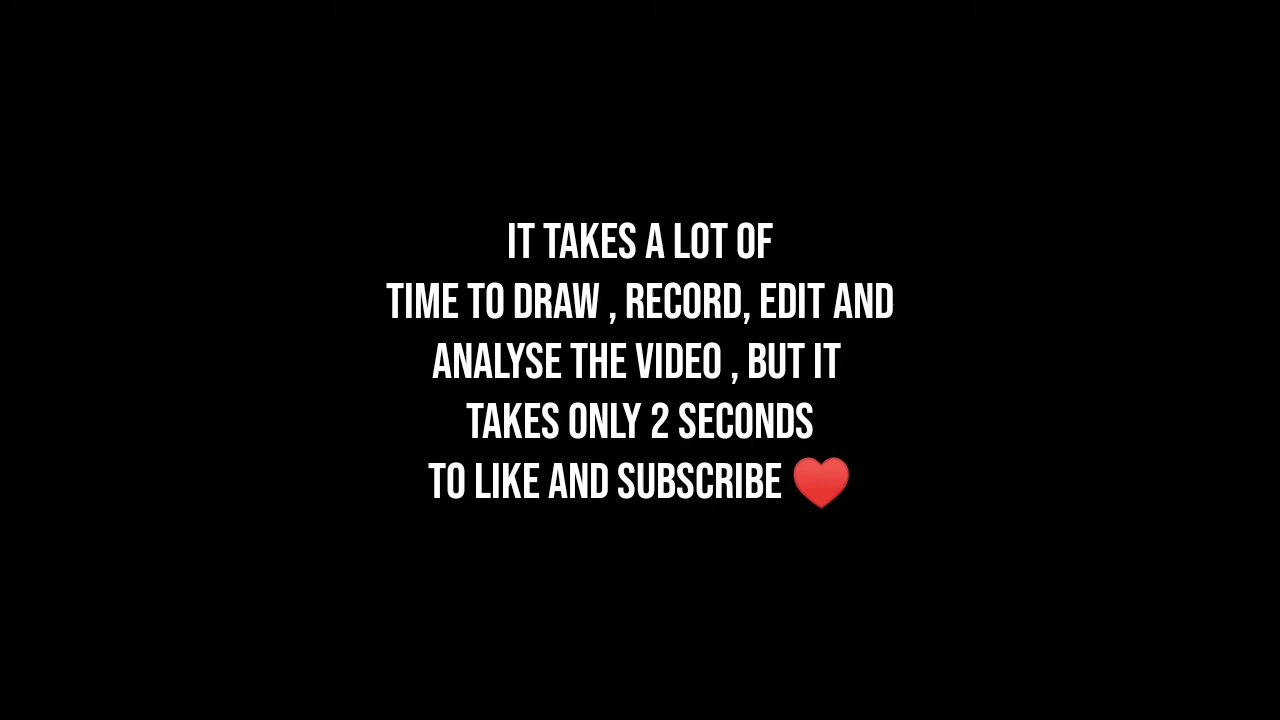 IT TAKES A LOT OF
TIME TO DRAW , RECORD, EDIT AND
ANALYSE THE VIDEO , BUT IT
TAKES ONLY 2 SECONDS
TO LIKE AND SUBSCRIBE ♥️